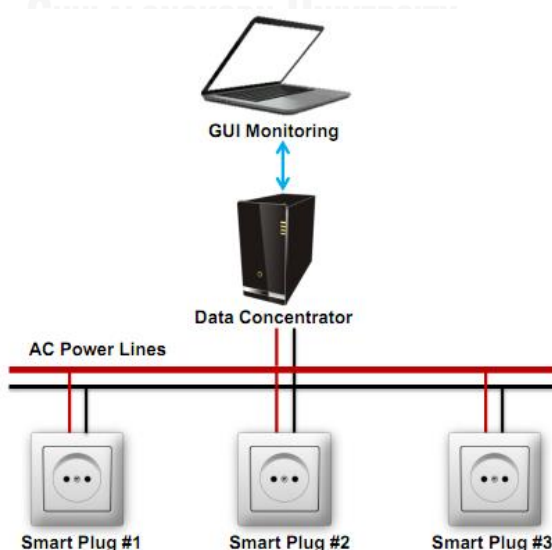 GUI Monitoring
Data Concentrator
AC Power Lines
Smart Plug #1
Smart Plug #2
Smart Plug #3